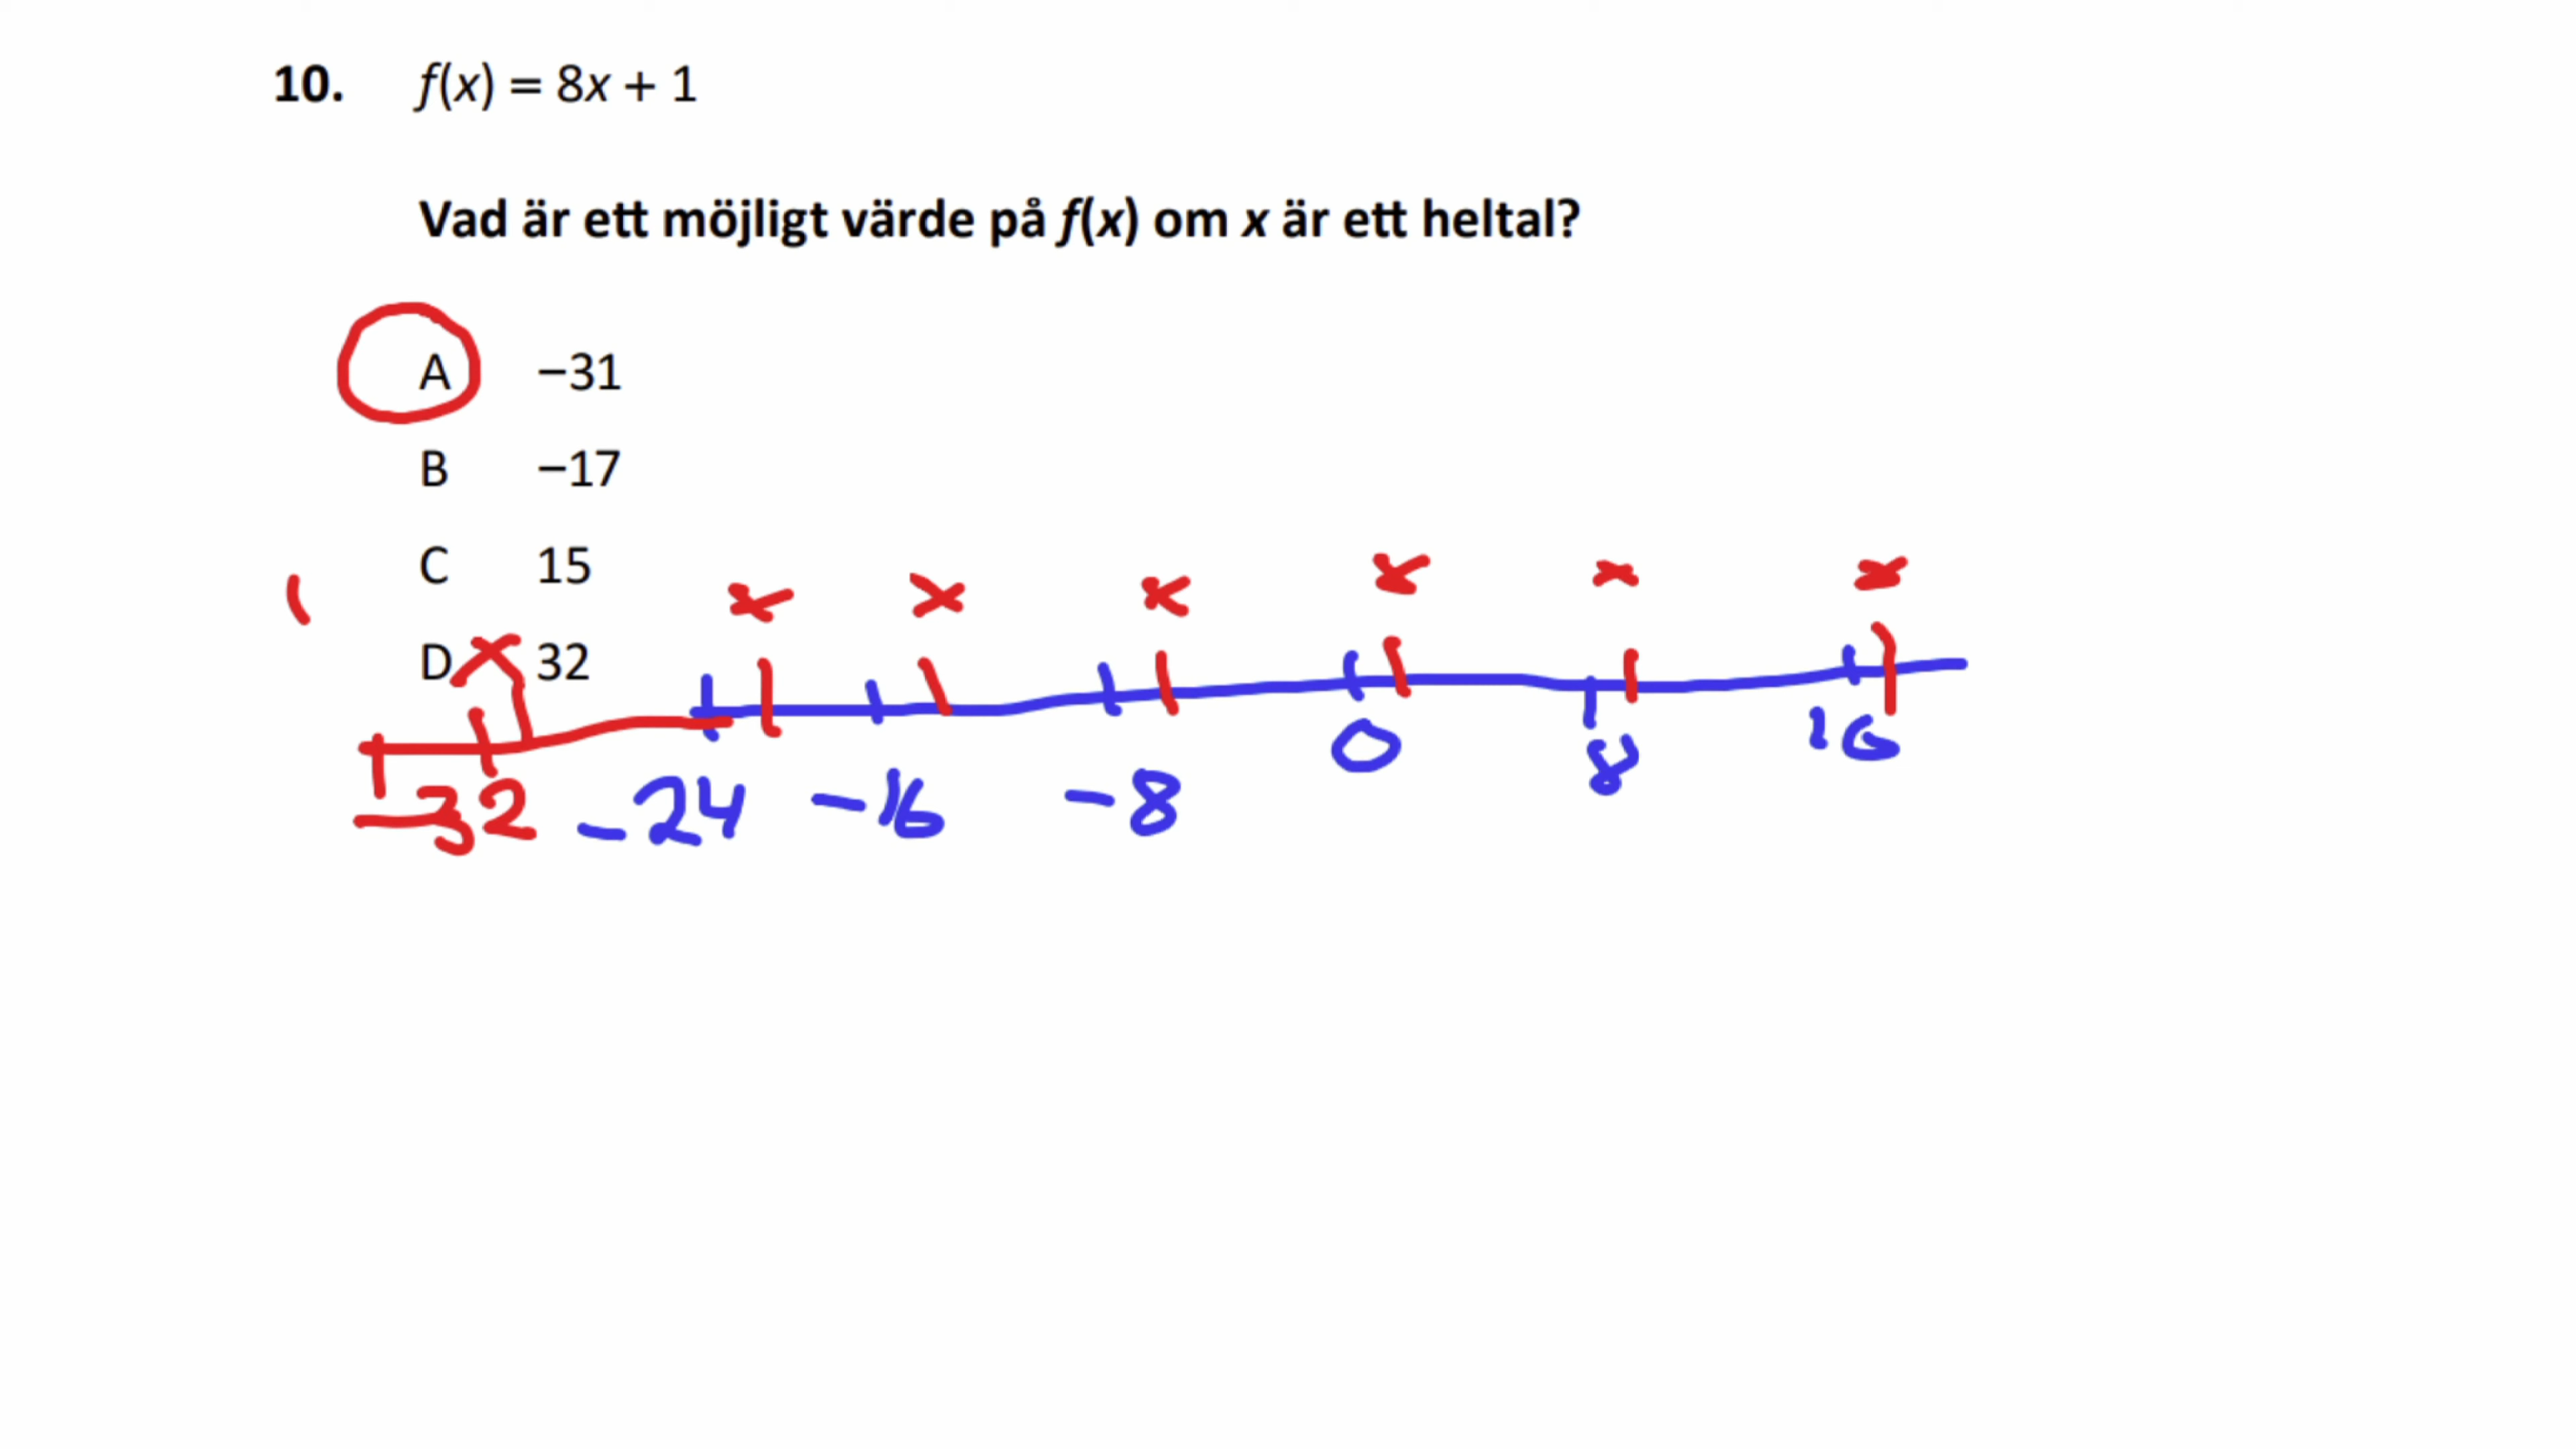 10. f(x) = 8x + 1
Vad är ett möjligt värde på f(x) om x är ett heltal?
A −31
B −17
C 15
D 32
-32 -24 -16 -8 0 8 16